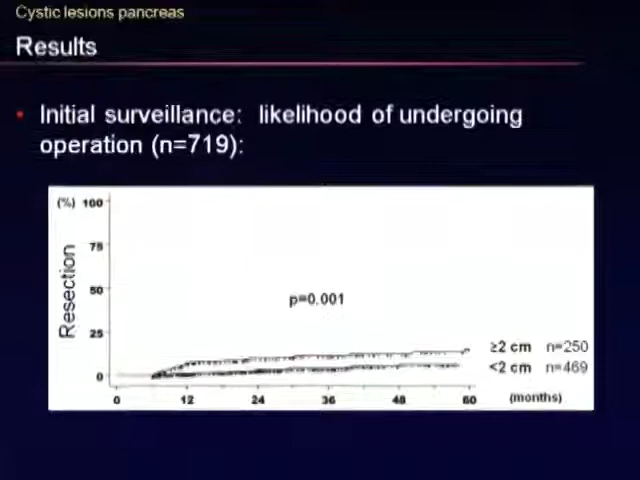 Cystic lesions pancreas
Results
• Initial surveillance: likelihood of undergoing
operation (n=719):
(%) 100
75
50
25
0
Resection
p=0.001
≥2 cm n=250
<2 cm n=469
0 12 24 36 48 60 (months)